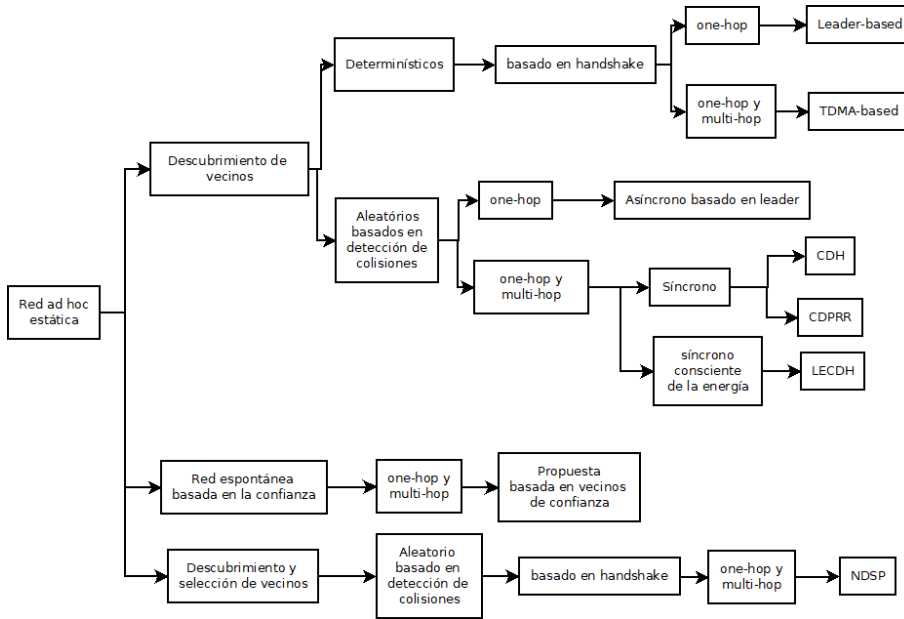 Red ad hoc
estática
Descubrimiento de
vecinos
Determinísticos
basado en handshake
one-hop
Leader-based
one-hop y
multi-hop
TDMA-based
Aleatórios
basados en
detección de
colisiones
one-hop
Asíncrono basado en leader
one-hop y
multi-hop
Síncrono
CDH
CDPRR
síncrono
consciente
de la energía
LECDH
Red espontánea
basada en la confianza
one-hop y
multi-hop
Propuesta
basada en vecinos
de confianza
Descubrimiento y
selección de vecinos
Aleatorio
basado en
detección de
colisiones
basado en handshake
one-hop y
multi-hop
NDSP